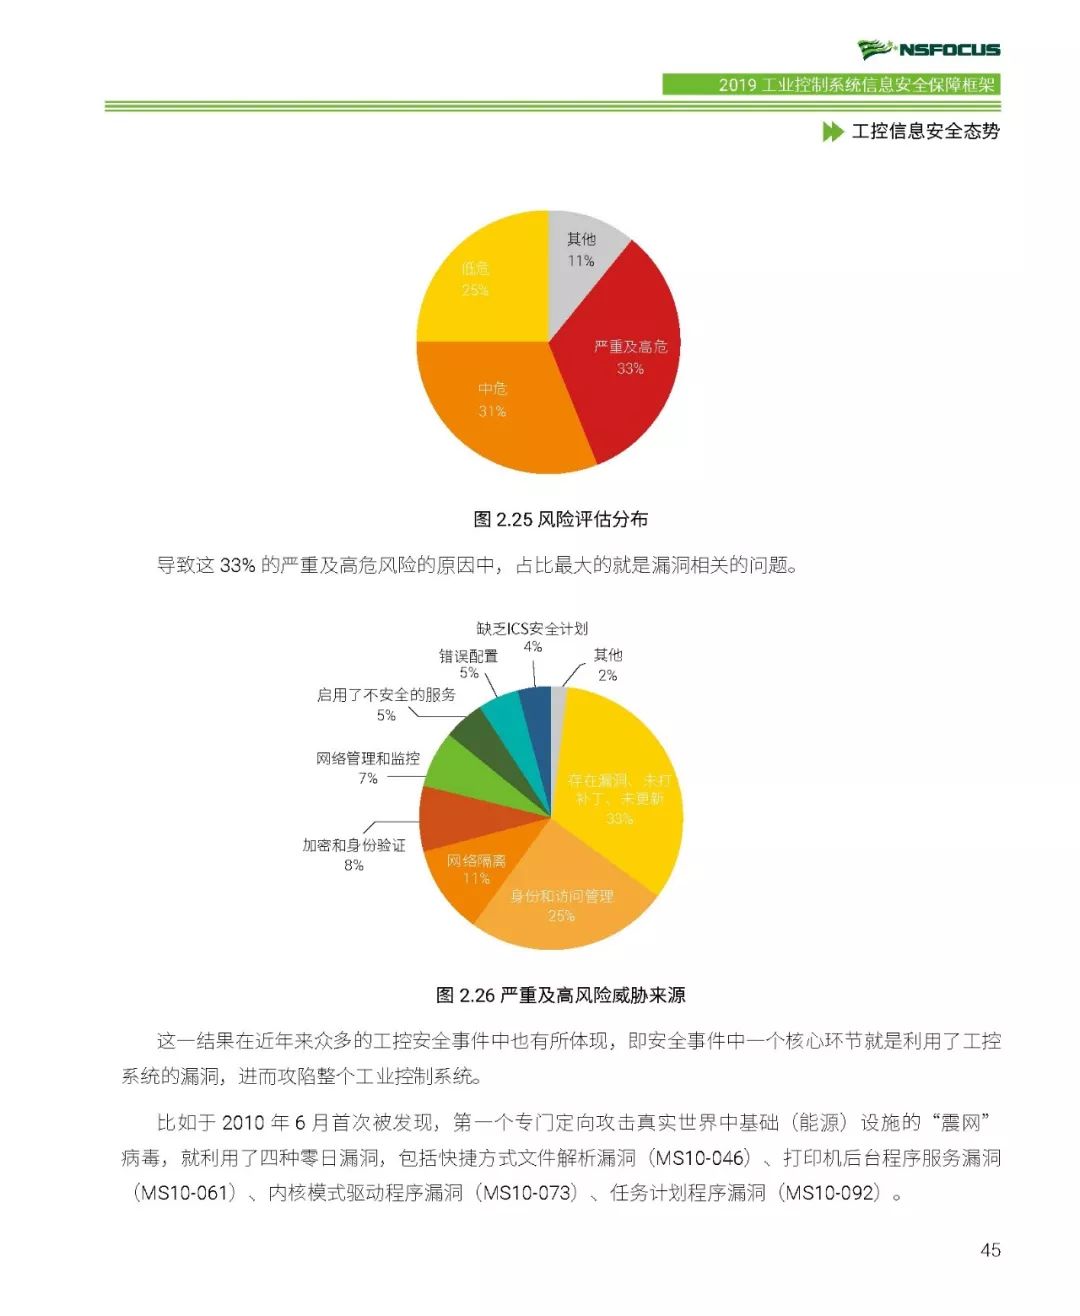 NSFOCUS
2019 工业控制系统信息安全保障框架
工控信息安全态势
其他
11%
低危
25%
严重及高危
33%
中危
31%
图 2.25 风险评估分布
导致这 33% 的严重及高危风险的原因中，占比最大的就是漏洞相关的问题。
缺乏ICS安全计划
4%
错误配置
5%
其他
2%
启用了不安全的服务
5%
网络管理和监控
7%
存在漏洞、未打
补丁、未更新
33%
加密和身份验证
8%
网络隔离
11%
身份和访问管理
25%
图 2.26 严重及高风险威胁来源
这一结果在近年来众多的工控安全事件中也有所体现，即安全事件中一个核心环节就是利用了工控
系统的漏洞，进而攻陷整个工业控制系统。
比如于 2010 年 6 月首次被发现，第一个专门定向攻击真实世界中基础（能源）设施的“震网”
病毒，就利用了四种零日漏洞，包括快捷方式文件解析漏洞（MS10-046）、打印机后台程序服务漏洞
（MS10-061）、内核模式驱动程序漏洞（MS10-073）、任务计划程序漏洞（MS10-092）。
45